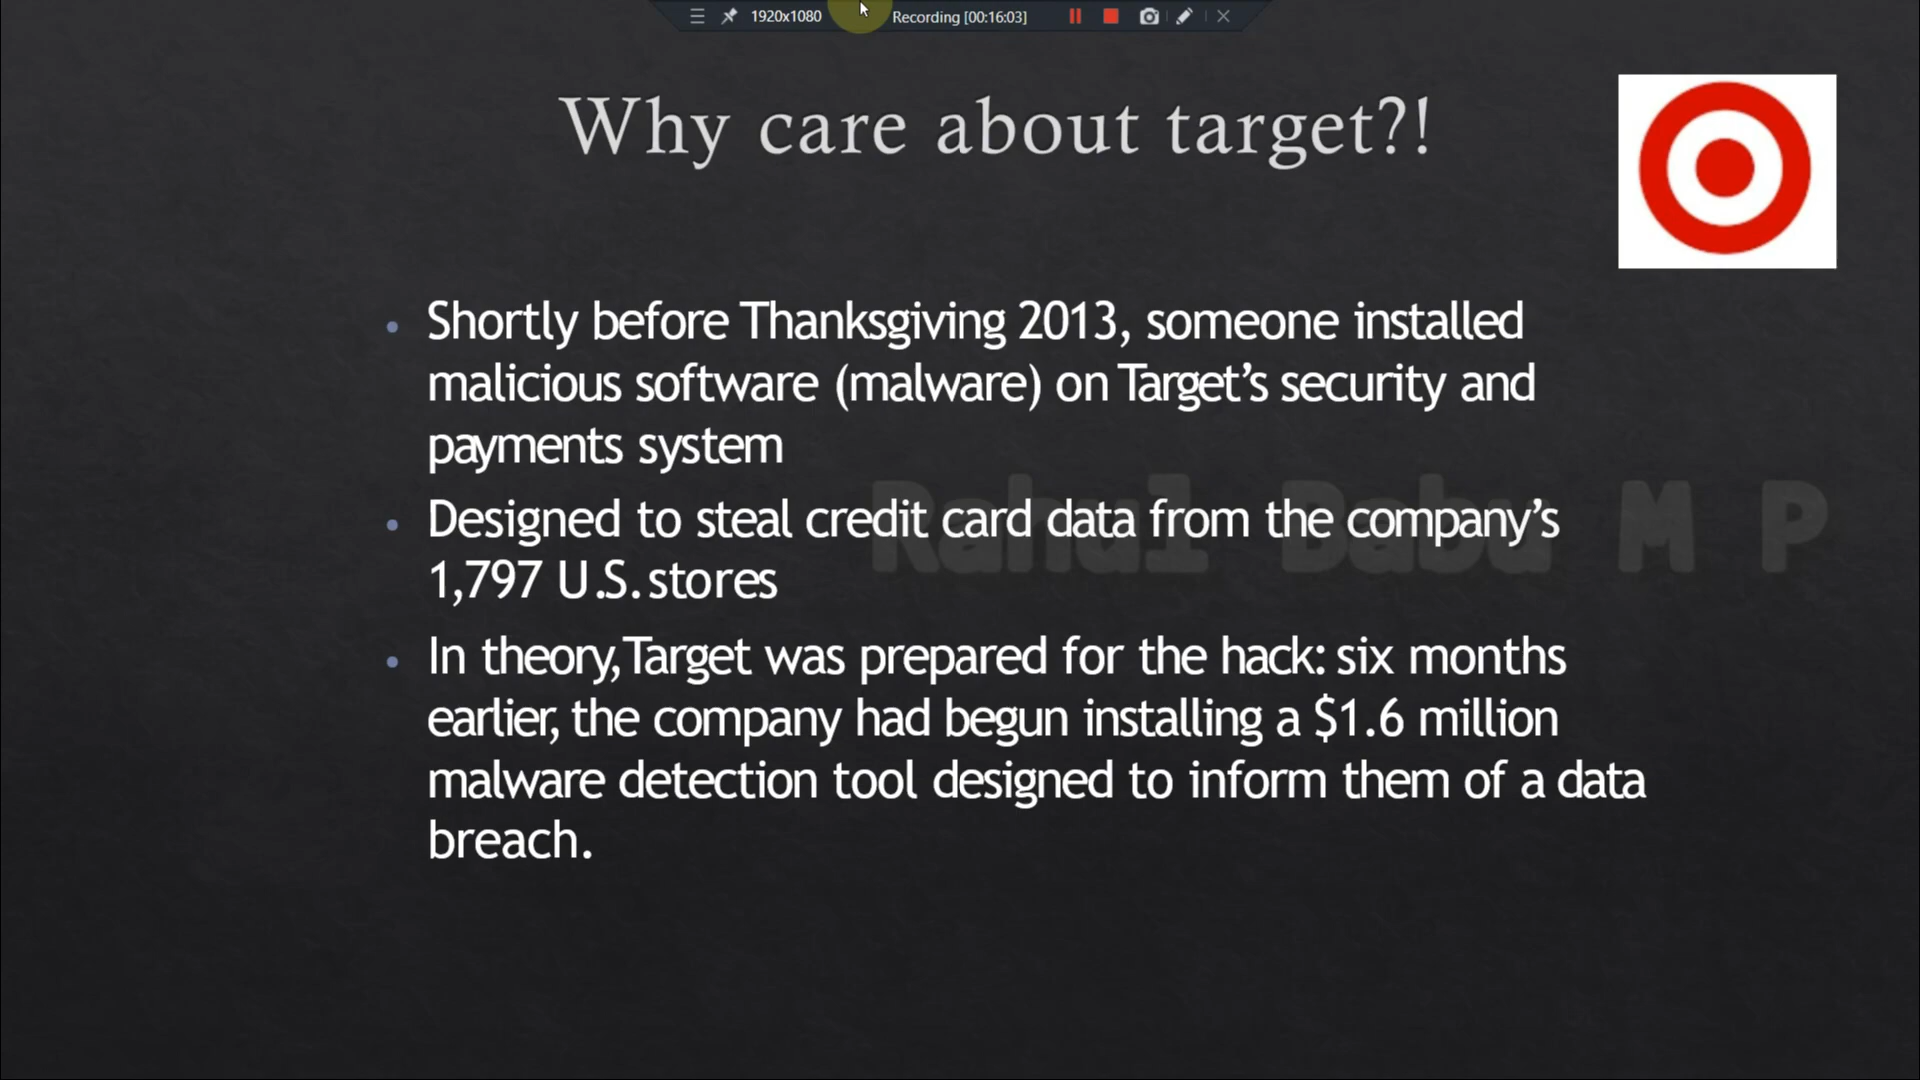 1920x1080 Recording [00:16:03]
Why care about target?!
• Shortly before Thanksgiving 2013, someone installed
malicious software (malware) on Target’s security and
payments system
Rahul Babu M P
• Designed to steal credit card data from the company’s
1,797 U.S. stores
• In theory, Target was prepared for the hack: six months
earlier, the company had begun installing a $1.6 million
malware detection tool designed to inform them of a data
breach.